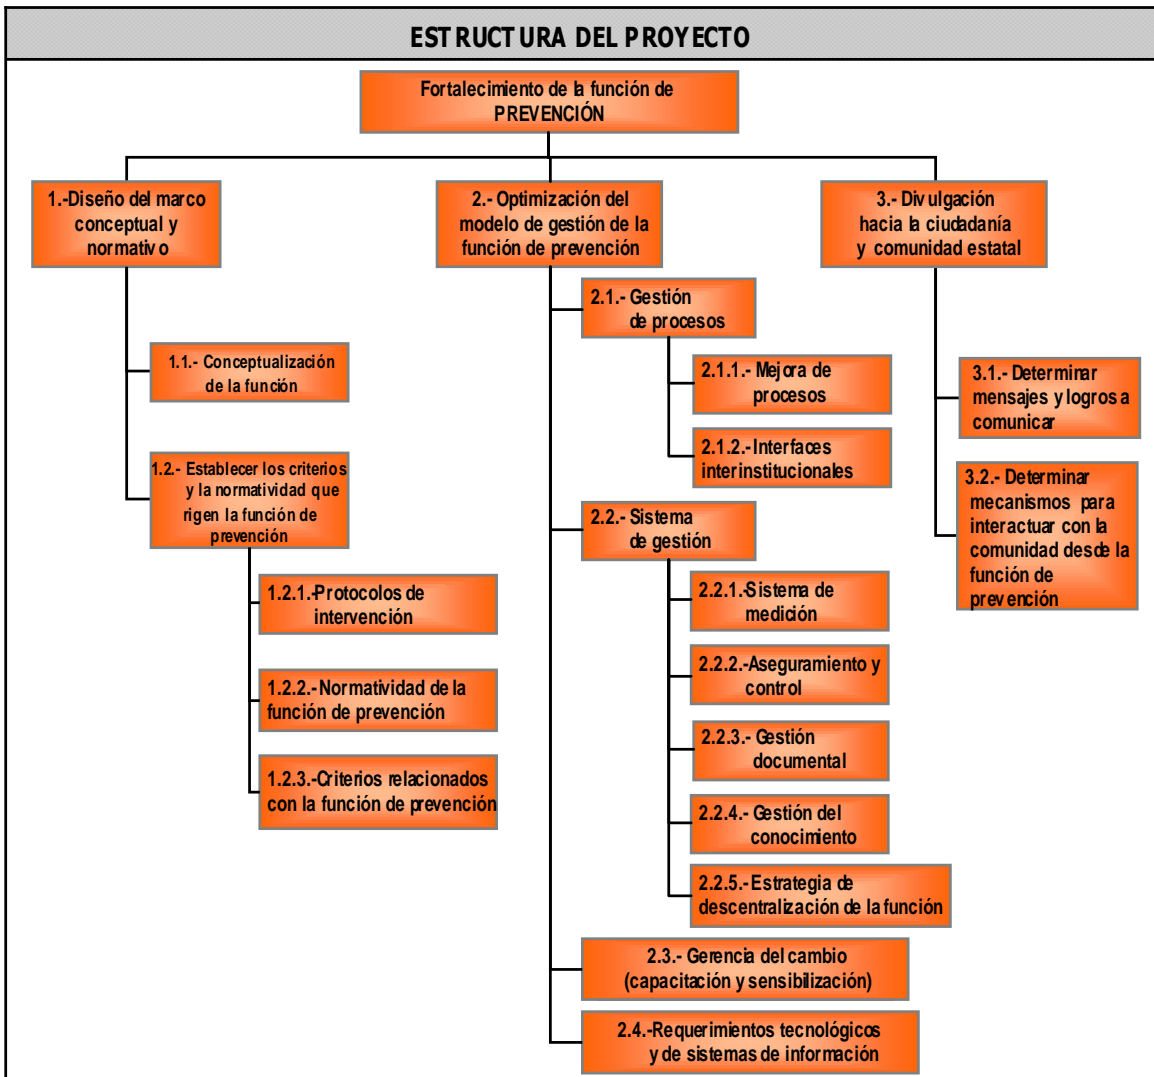 ESTRUCTURA DEL PROYECTO
Fortalecimiento de la función de
PREVENCIÓN
1.-Diseño del marco
conceptual y
normativo
1.1.- Conceptualización
de la función
1.2.- Establecer los criterios
y la normatividad que
rigen la función de
prevención
1.2.1.-Protocolos de
intervención
1.2.2.-Normatividad de la
función de prevención
1.2.3.-Criterios relacionados
con la función de prevención
2.- Optimización del
modelo de gestión de la
función de prevención
2.1.- Gestión
de procesos
2.1.1.- Mejora de
procesos
2.1.2.- Interfaces
interinstitucionales
2.2.- Sistema
de gestión
2.2.1.-Sistema de
medición
2.2.2.-Aseguramiento y
control
2.2.3.- Gestión
documental
2.2.4.- Gestión del
conocimiento
2.2.5.- Estrategia de
descentralización de la función
2.3.- Gerencia del cambio
(capacitación y sensibilización)
2.4.-Requerimientos tecnológicos
y de sistemas de información
3.- Divulgación
hacia la ciudadanía
y comunidad estatal
3.1.- Determinar
mensajes y logros a
comunicar
3.2.- Determinar
mecanismos para
interactuar con la
comunidad desde la
función de
prevención